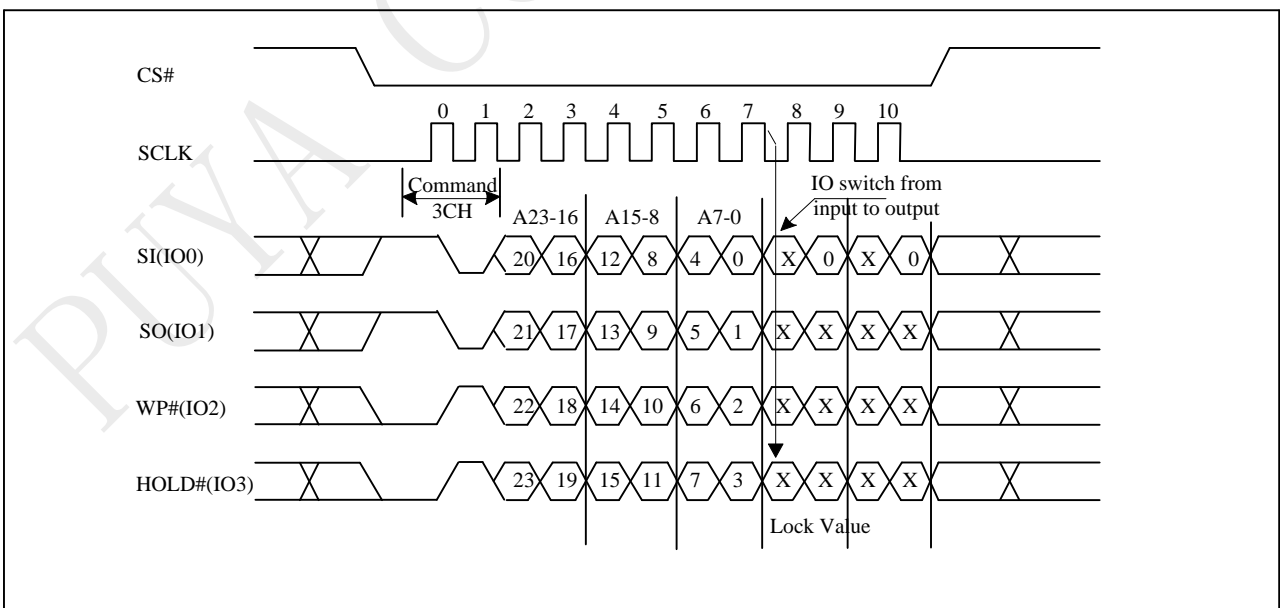 PUYA C
CS#
0 1 2 3 4 5 6 7 8 9 10
SCLK
Command
3CH
IO switch from
input to output
A23-16 A15-8 A7-0
SI(IO0) 20 16 12 8 4 0 X 0 X 0
SO(IO1) 21 17 13 9 5 1 X X X X
WP#(IO2) 22 18 14 10 6 2 X X X X
HOLD#(IO3) 23 19 15 11 7 3 X X X X
Lock Value